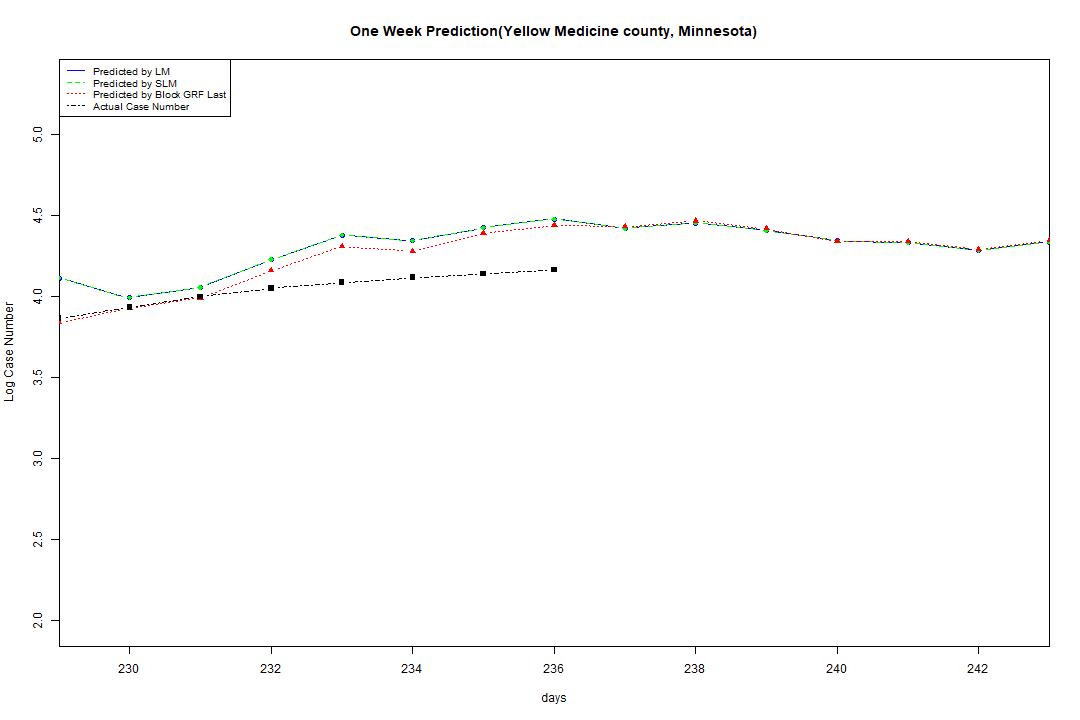 One Week Prediction(Yellow Medicine county, Minnesota)
Predicted by LM
Predicted by SLM
Predicted by Block GRF Last
Actual Case Number
5.0
4.5
4.0
3.5
3.0
2.5
2.0
Log Case Number
230 232 234 236 238 240 242
days